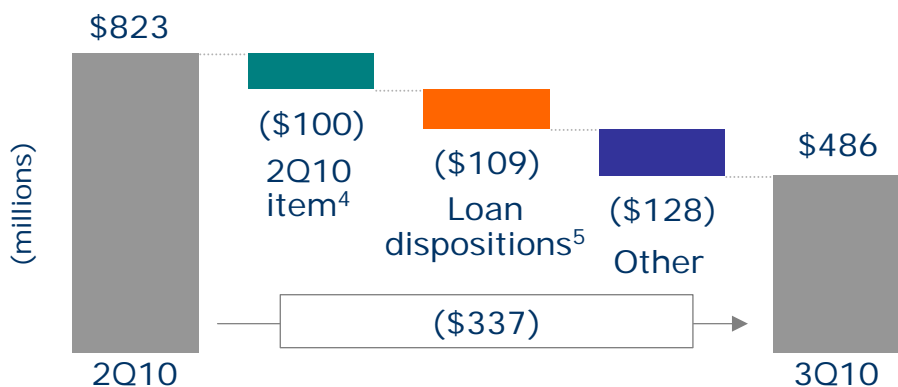 $823
($100)
2Q10
item4
($109)
Loan
dispositions5
($128)
Other
$486
(millions)
($337)
2Q10
3Q10